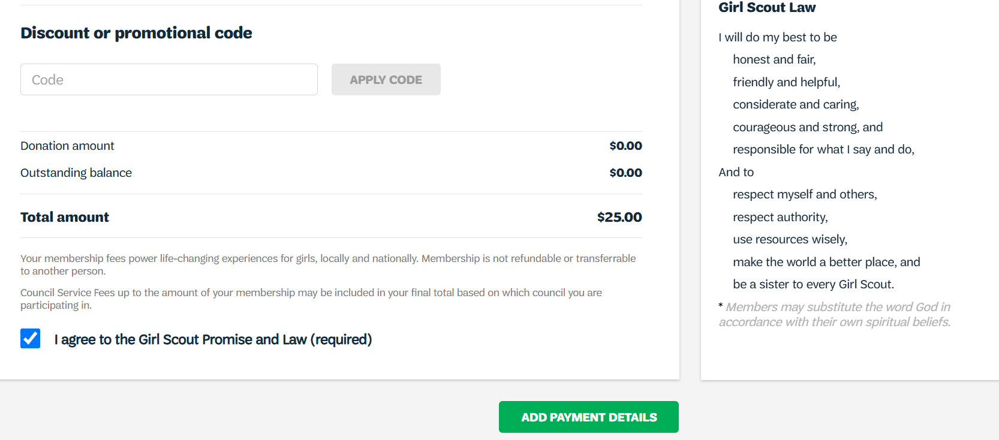 Discount or promotional code
Code
APPLY CODE
Donation amount $0.00
Outstanding balance $0.00
Total amount $25.00
Your membership fees power life-changing experiences for girls, locally and nationally. Membership is not refundable or transferrable
to another person.
Council Service Fees up to the amount of your membership may be included in your final total based on which council you are
participating in.
I agree to the Girl Scout Promise and Law (required)
ADD PAYMENT DETAILS
Girl Scout Law
I will do my best to be
honest and fair,
friendly and helpful,
considerate and caring,
courageous and strong, and
responsible for what I say and do,
And to
respect myself and others,
respect authority,
use resources wisely,
make the world a better place, and
be a sister to every Girl Scout.
* Members may substitute the word God in
accordance with their own spiritual beliefs.